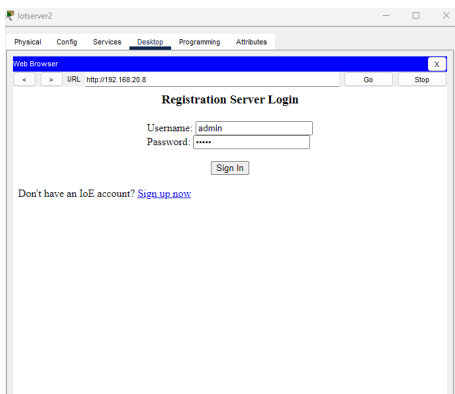 Iotserver2
Physical Config Services Desktop Programming Attributes
Web Browser X
< > URL http://192.168.20.8 Go Stop
Registration Server Login
Username: admin
Password: •••••
Sign In
Don't have an IoE account? Sign up now